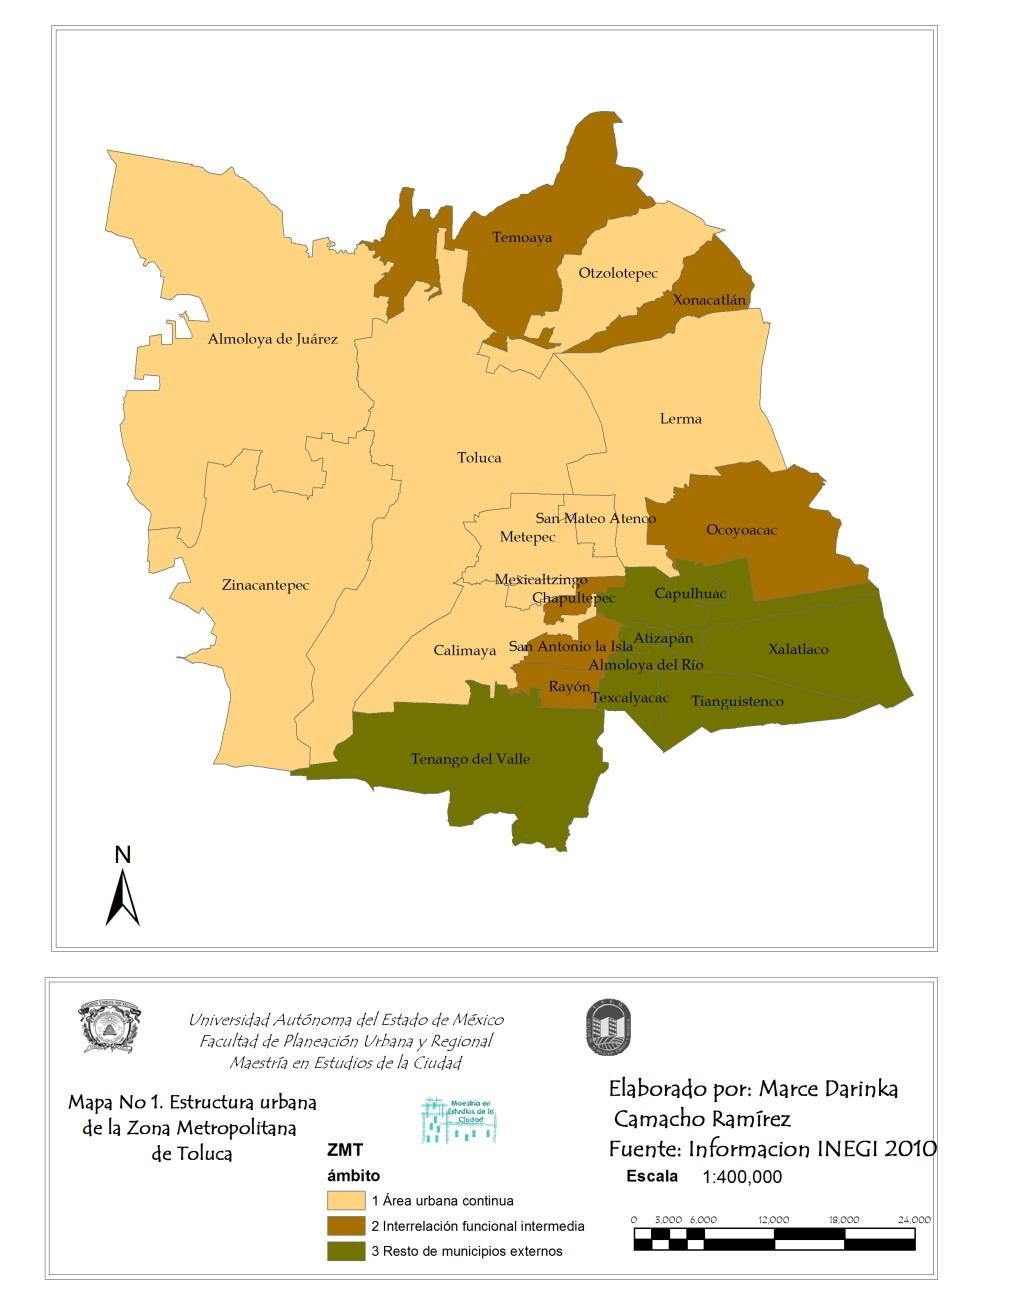 Temoaya
Otzolotepec
Xonacatlán
Almoloya de Juárez
Lerma
Toluca
San Mateo Atenco
Ocoyoacac
Metepec
Mexicaltzingo
Zinacantepec
Capulhuac
Chapultepec
Atizapán
San Antonio la Isla
Calimaya
Xalatlaco
Almoloya del Río
Rayón
Texcalyacac
Tianguistenco
Tenango del Valle
N
Universidad Autónoma del Estado de México
Facultad de Planeación Urbana y Regional
Maestría en Estudios de la Ciudad
Mapa No 1. Estructura urbana
de la Zona Metropolitana
de Toluca
Maestría en
Estudios de la
Ciudad
ZMT
ámbito
1 Área urbana continua
2 Interrelación funcional intermedia
3 Resto de municipios externos
Elaborado por: Marce Darinka
Camacho Ramírez
Fuente: Informacion INEGI 2010
Escala 1:400,000
0 3,000 6,000 12,000 18,000 24,000